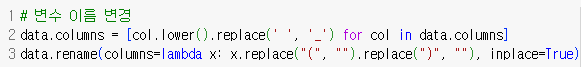 1 # 변수 이름 변경
2 data.columns = [col.lower().replace(' ', '_') for col in data.columns]
3 data.rename(columns=lambda x: x.replace("(", "").replace(")", ""), inplace=True)